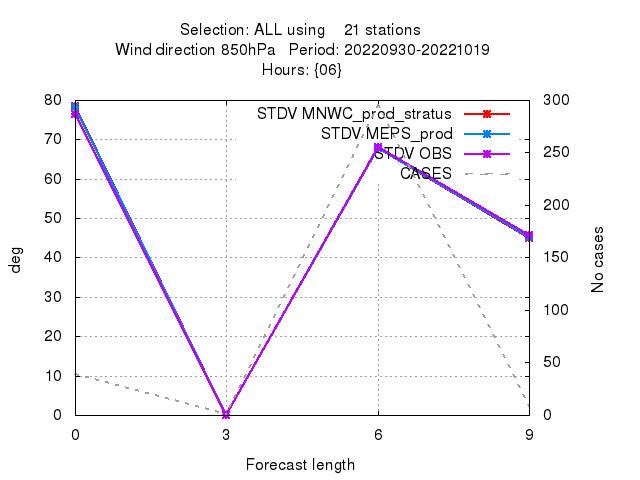 Selection: ALL using 21 stations
Wind direction 850hPa Period: 20220930-20221019
Hours: {06}
80 300
STDV MNWC_prod_stratus
70
STDV MEPS_prod
250
STDV OBS
60
CASES
50 200
deg
40 150
No cases
30
100
20
50
10
0 0
0 3 6 9
Forecast length